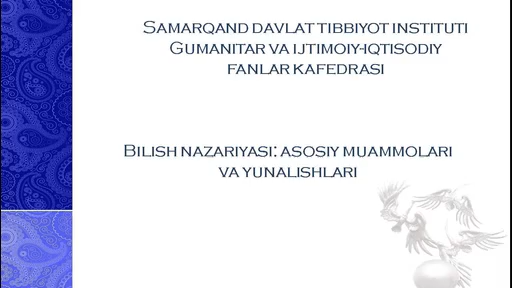 Samarqand davlat tibbiyot instituti
Gumanitar va ijtimoiy-iqtisodiy
fanlar kafedrasi
Bilish nazariyasi: asosiy muammolari
va yunalishlari